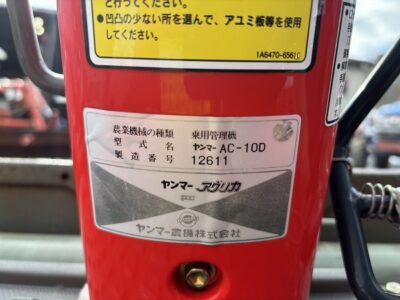 と行ってください。
●凹凸の少ない所を選んで、アユミ板等を使用
してください。
1A6470-6561
農業機械の種類 乗用管理機
型式名 ヤンマー AC-10D
製造番号 12611
ヤンマー アグリカ
ヤンマー農機株式会社